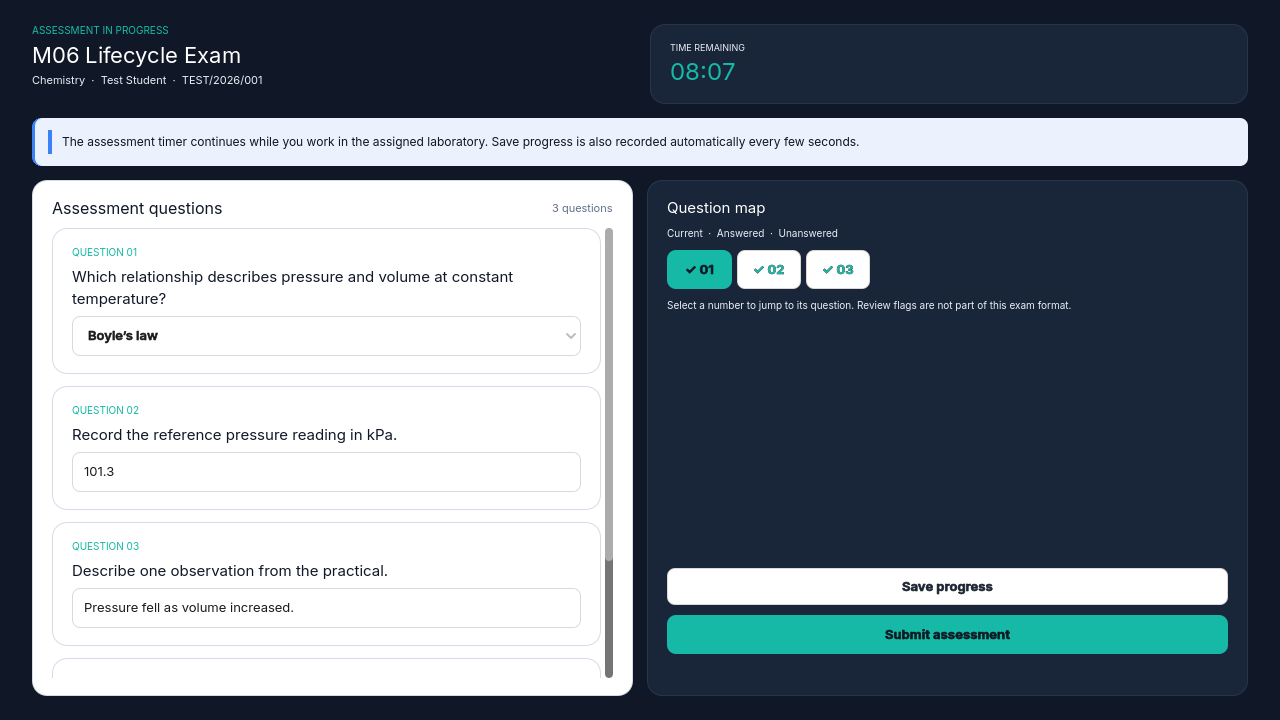 ASSESSMENT IN PROGRESS
M06 Lifecycle Exam
Chemistry · Test Student · TEST/2026/001
TIME REMAINING
08:07
The assessment timer continues while you work in the assigned laboratory. Save progress is also recorded automatically every few seconds.
Assessment questions
3 questions
QUESTION 01
Which relationship describes pressure and volume at constant
temperature?
Boyle’s law
QUESTION 02
Record the reference pressure reading in kPa.
101.3
QUESTION 03
Describe one observation from the practical.
Pressure fell as volume increased.
Question map
Current · Answered · Unanswered
✓ 01 ✓ 02 ✓ 03
Select a number to jump to its question. Review flags are not part of this exam format.
Save progress
Submit assessment